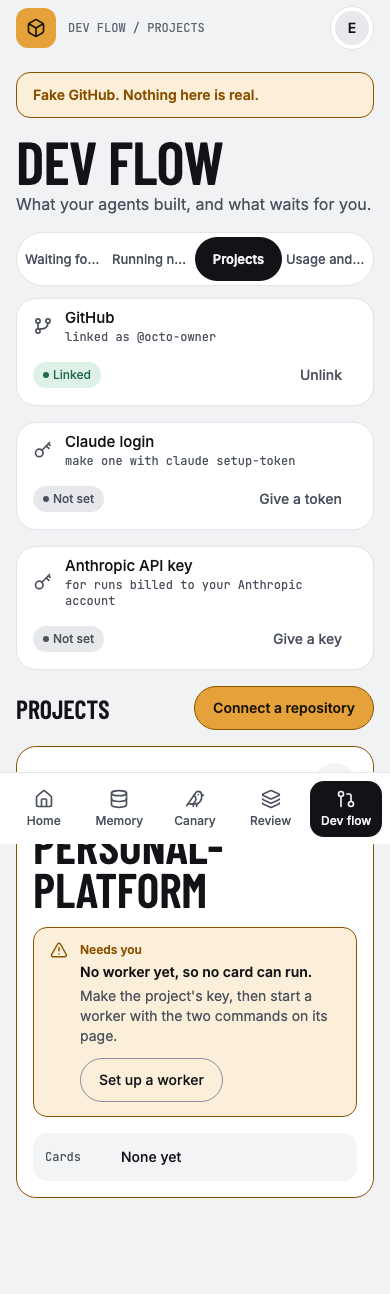 DEV FLOW / PROJECTS
E
Fake GitHub. Nothing here is real.
DEV FLOW
What your agents built, and what waits for you.
Waiting fo...
Running n...
Projects
Usage and...
GitHub
linked as @octo-owner
Linked
Unlink
Claude login
make one with claude setup-token
Not set
Give a token
Anthropic API key
for runs billed to your Anthropic
account
Not set
Give a key
PROJECTS
Connect a repository
Home
Memory
Canary
Review
Dev flow
PERSONAL-
PLATFORM
Needs you
No worker yet, so no card can run.
Make the project's key, then start a
worker with the two commands on its
page.
Set up a worker
Cards
None yet